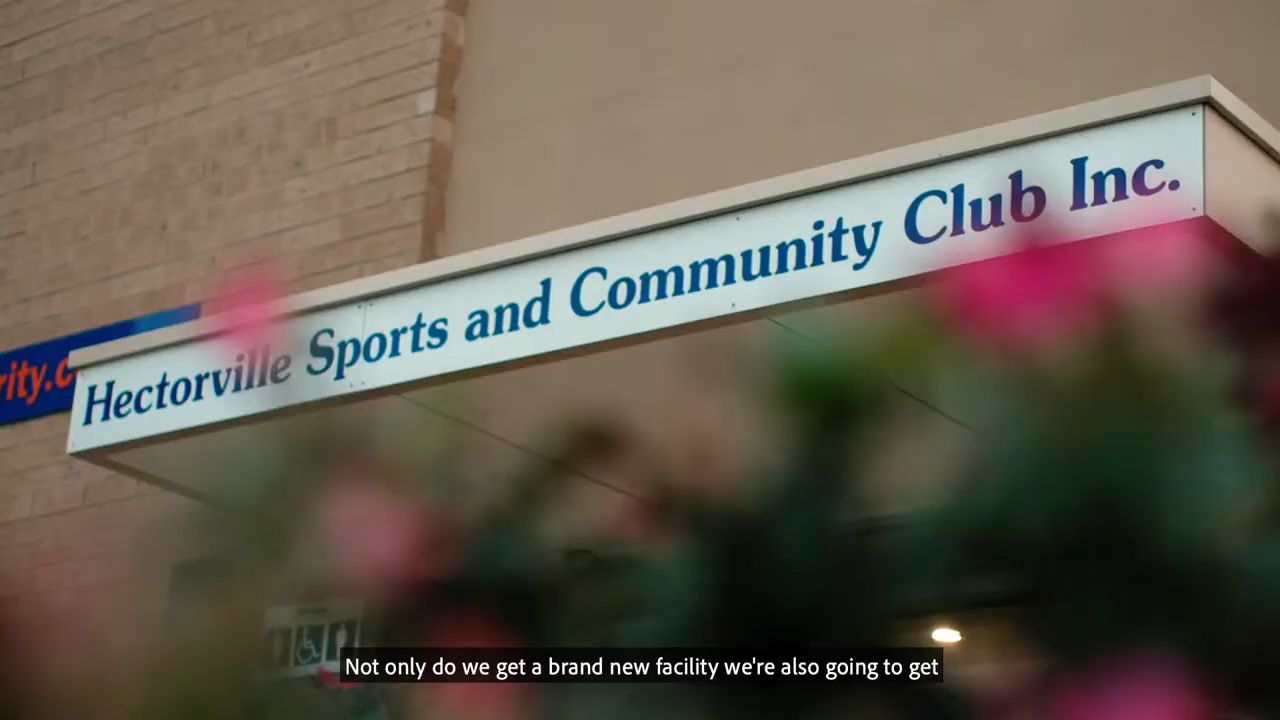 Hectorville Sports and Community Club Inc.
rity.c
Not only do we get a brand new facility we're also going to get